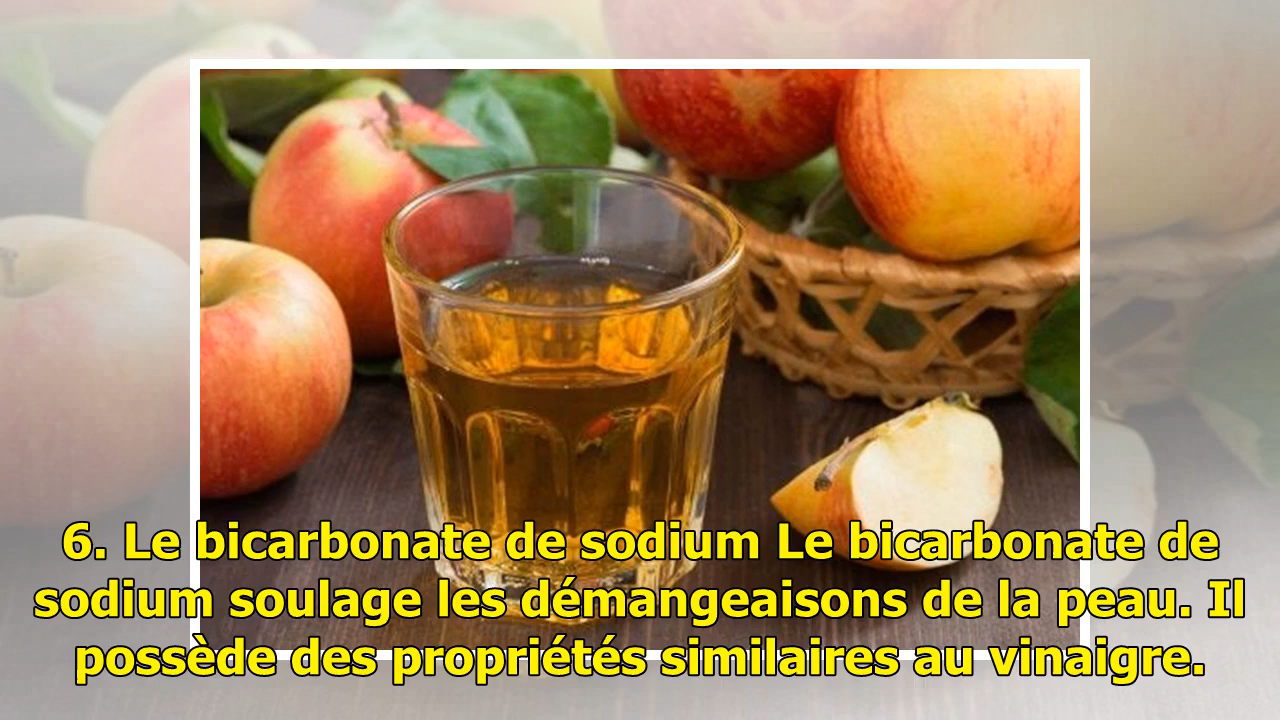 6. Le bicarbonate de sodium Le bicarbonate de
sodium soulage les démangeaisons de la peau. Il
possède des propriétés similaires au vinaigre.